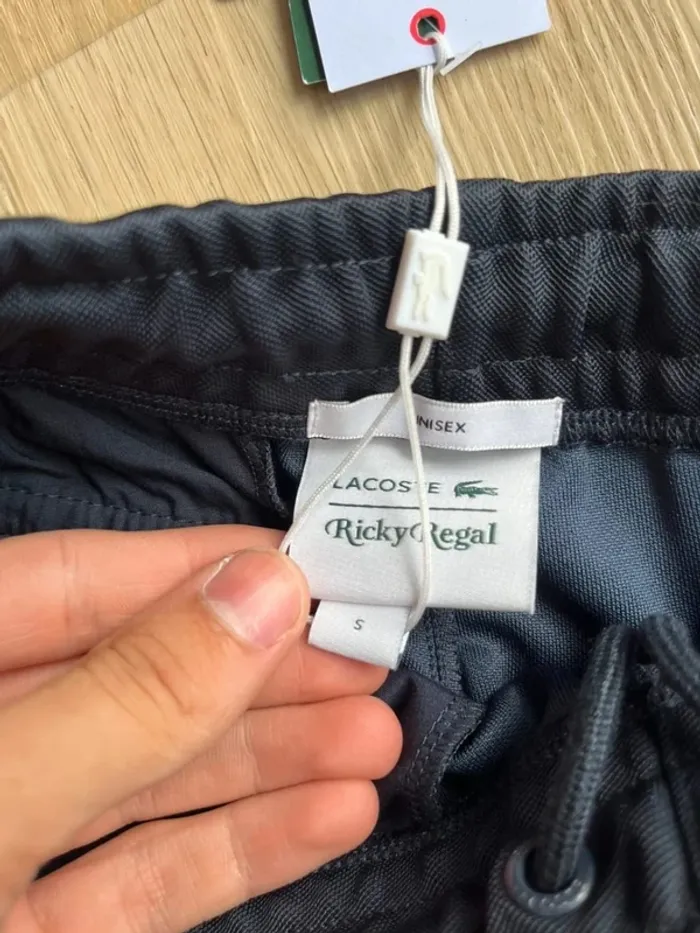 UNISEX
LACOSTE
Ricky Regal
S